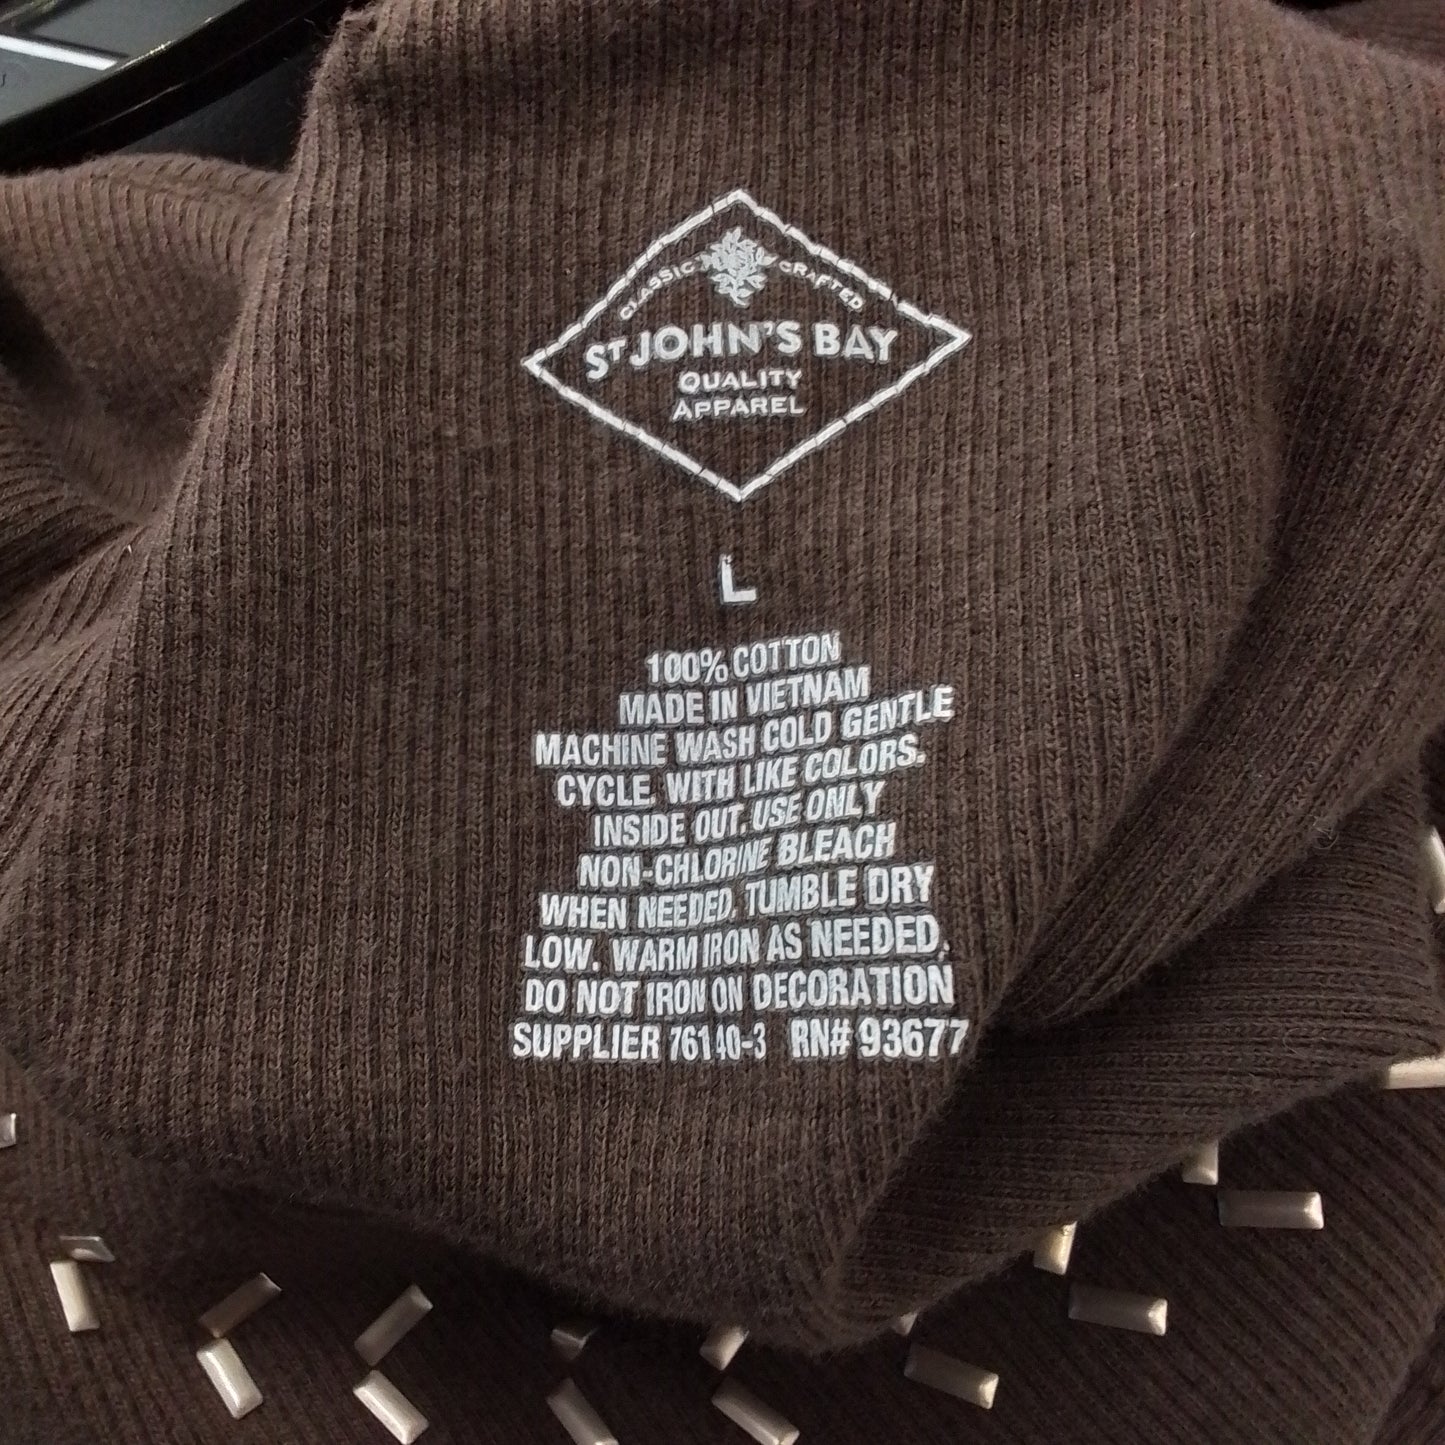 CLASSIC CRAFTED
ST JOHN'S BAY
QUALITY
APPAREL
L
100% COTTON
MADE IN VIETNAM
MACHINE WASH COLD GENTLE
CYCLE. WITH LIKE COLORS.
INSIDE OUT. USE ONLY
NON-CHLORINE BLEACH
WHEN NEEDED. TUMBLE DRY
LOW. WARM IRON AS NEEDED.
DO NOT IRON ON DECORATION
SUPPLIER 76140-3 RN# 93677